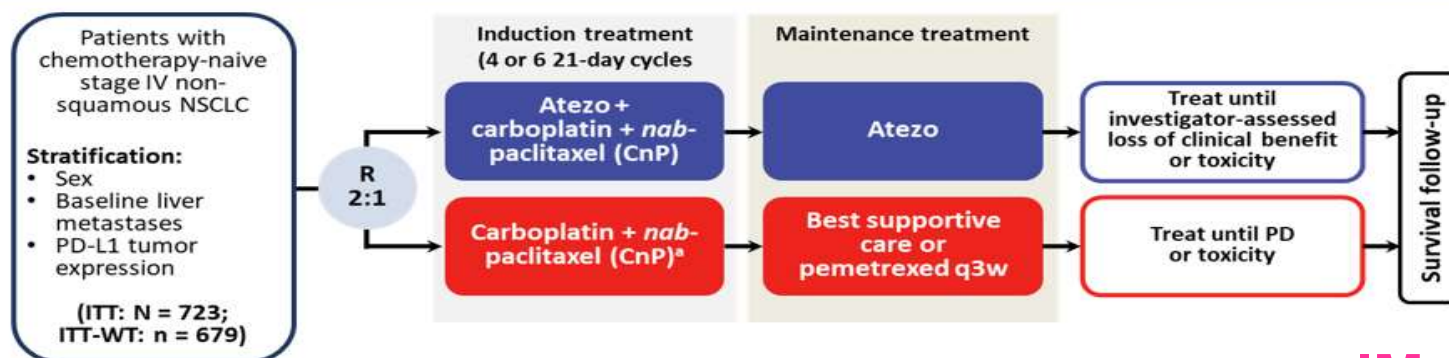 Patients with
chemotherapy-naive
stage IV non-
squamous NSCLC
Stratification:
• Sex
• Baseline liver
metastases
• PD-L1 tumor
expression
(ITT: N = 723;
ITT-WT: n = 679)
R
2:1
Induction treatment
(4 or 6 21-day cycles
Atezo +
carboplatin + nab-
paclitaxel (CnP)
Carboplatin + nab-
paclitaxel (CnP)ª
Maintenance treatment
Atezo
Best supportive
care or
pemetrexed q3w
Treat until
investigator-assessed
loss of clinical benefit
or toxicity
Treat until PD
or toxicity
Survival follow-up